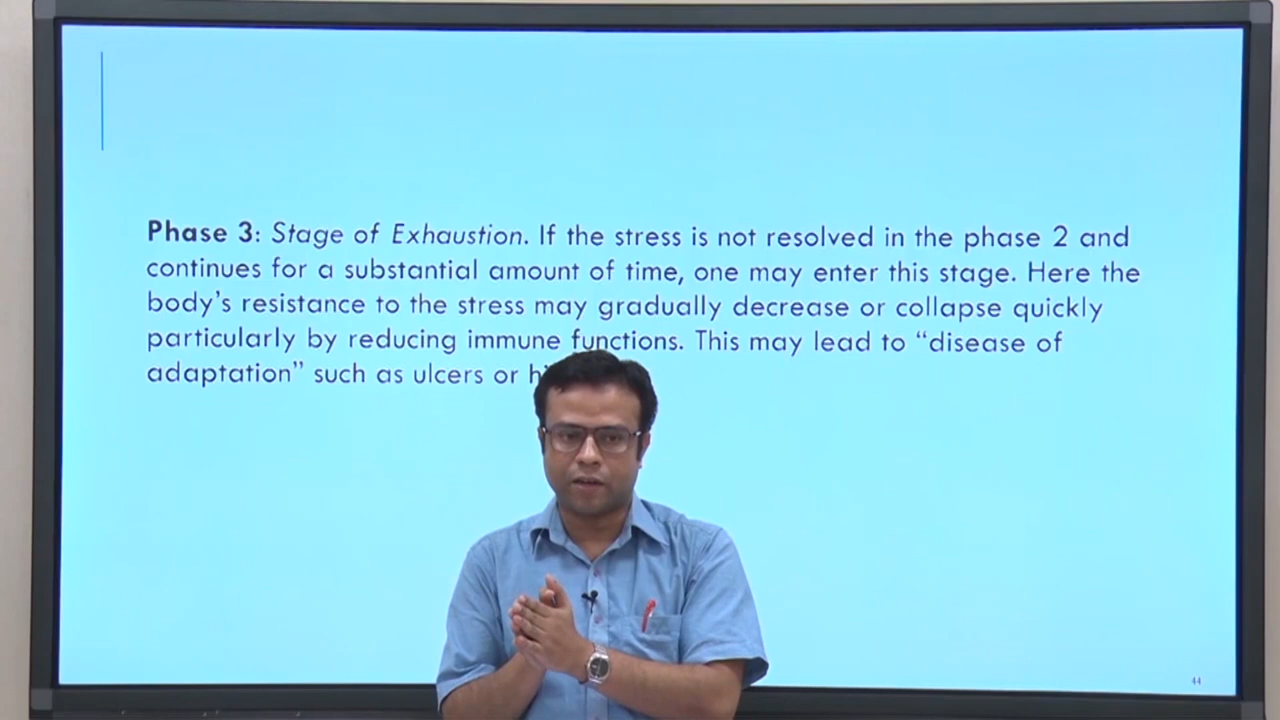 Phase 3: Stage of Exhaustion. If the stress is not resolved in the phase 2 and
continues for a substantial amount of time, one may enter this stage. Here the
body’s resistance to the stress may gradually decrease or collapse quickly
particularly by reducing immune functions. This may lead to “disease of
adaptation” such as ulcers or
44